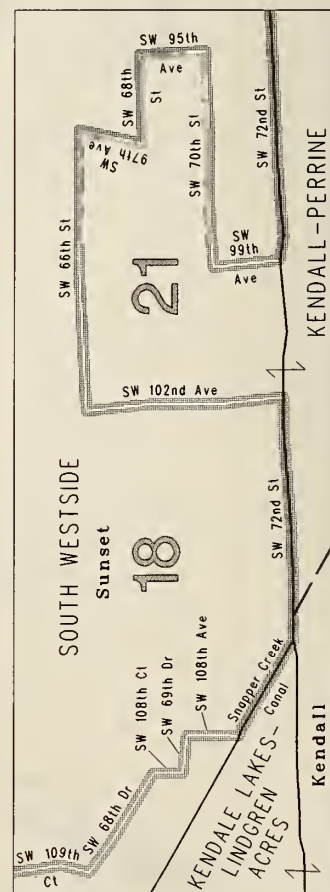 SW 95th
Ave
SW 68th
St
SW
97th Ave
SW 66th St
SW 70th St
SW 72nd St
SW
99th
Ave
21
KENDALL-PERRINE
SW 102nd Ave
SOUTH WESTSIDE
Sunset
18
SW 72nd St
SW 108th Ct
SW 69th Dr
SW 108th Ave
Snapper Creek
Canal
SW 68th Dr
SW 109th
Ct
KENDALE LAKES-
LINDGREN
ACRES
Kendall